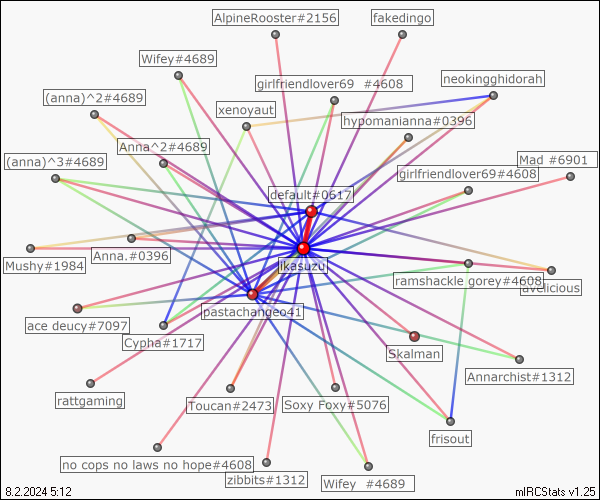 AlpineRooster#2156
fakedingo
Wifey#4689
girlfriendlover69 #4608
neokingghidorah
(anna)^2#4689
xenoyaut
hypomanianna#0396
Anna^2#4689
(anna)^3#4689
Mad #6901
girlfriendlover69#4608
default#0617
Mushy#1984
Anna.#0396
ikasuzu
ramshackle gorey#4608
avelicious
pastachangeo41
ace deucy#7097
Cypha#1717
Skalman
Annarchist#1312
rattgaming
Toucan#2473
Soxy Foxy#5076
frisout
no cops no laws no hope#4608
zibbits#1312
Wifey #4689
8.2.2024 5:12
mIRCStats v1.25